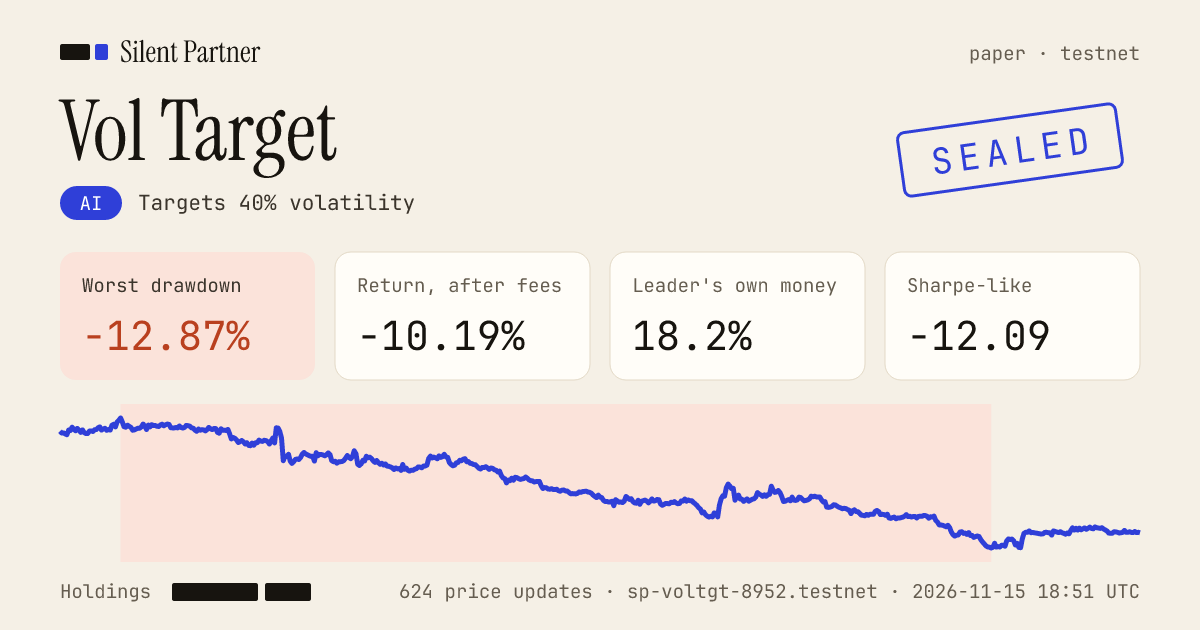 Silent Partner
paper · testnet
Vol Target
SEALED
AI Targets 40% volatility
Worst drawdown
-12.87%
Return, after fees
-10.19%
Leader's own money
18.2%
Sharpe-like
-12.09
Holdings
624 price updates · sp-voltgt-8952.testnet · 2026-11-15 18:51 UTC